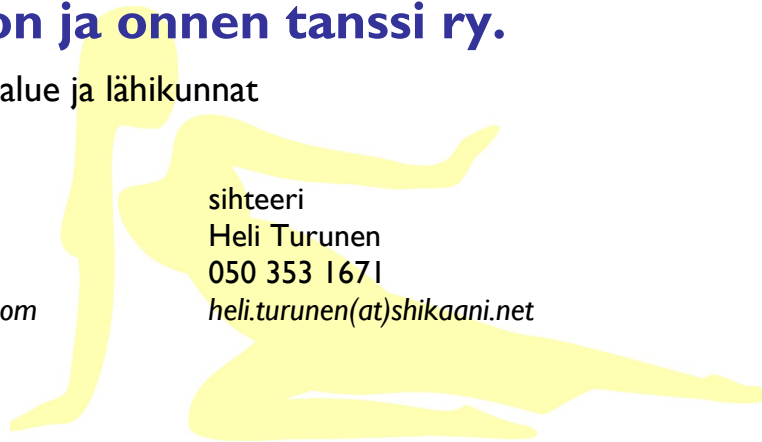 on ja onnen tanssi ry.
alue ja lähikunnat
sihteeri
Heli Turunen
050 353 1671
om
heli.turunen(at)shikaani.net